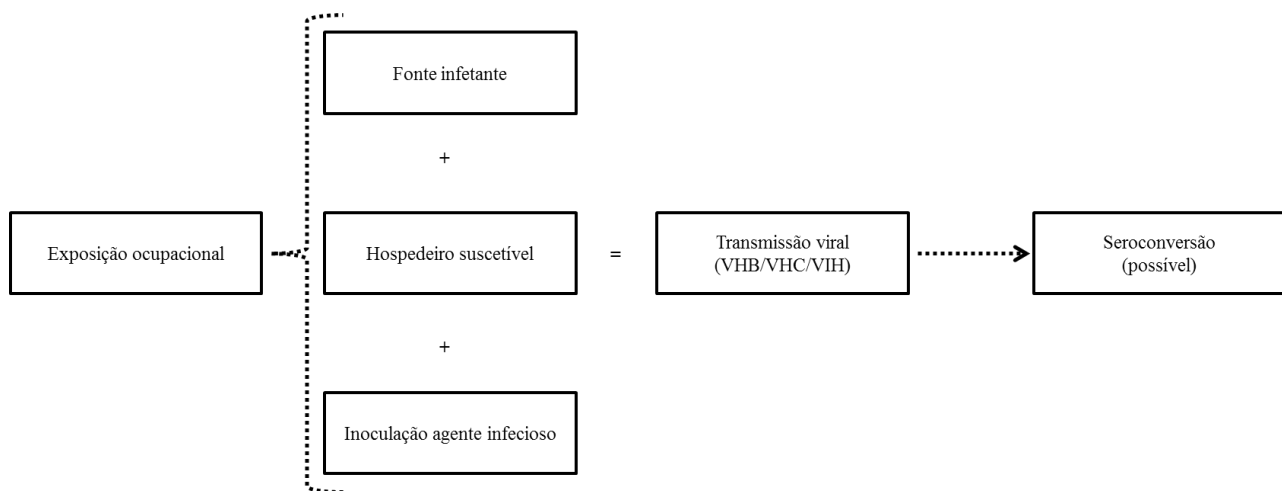 Fonte infetante
+
Exposição ocupacional
Hospedeiro suscetível
=
Transmissão viral
(VHB/VHC/VIH)
Seroconversão
(possível)
+
Inoculação agente infecioso